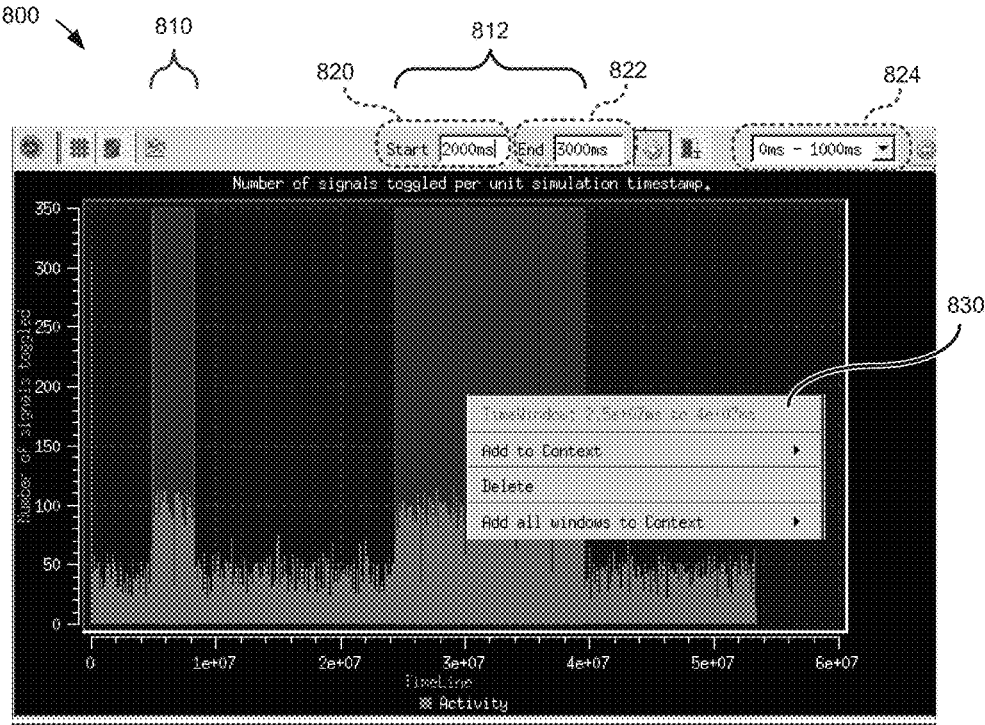 800
810
812
820
822
824
Start 2000ms End 3000ms 0ms - 1000ms
Number of signals toggled per unit simulation timestamp.
350
300
830
250
200
150
Add to Context
Delete
100
Add all windows to Context
50
0
Number of signals toggled
0 1e+07 2e+07 3e+07 4e+07 5e+07 6e+07
TimeLine
Activity